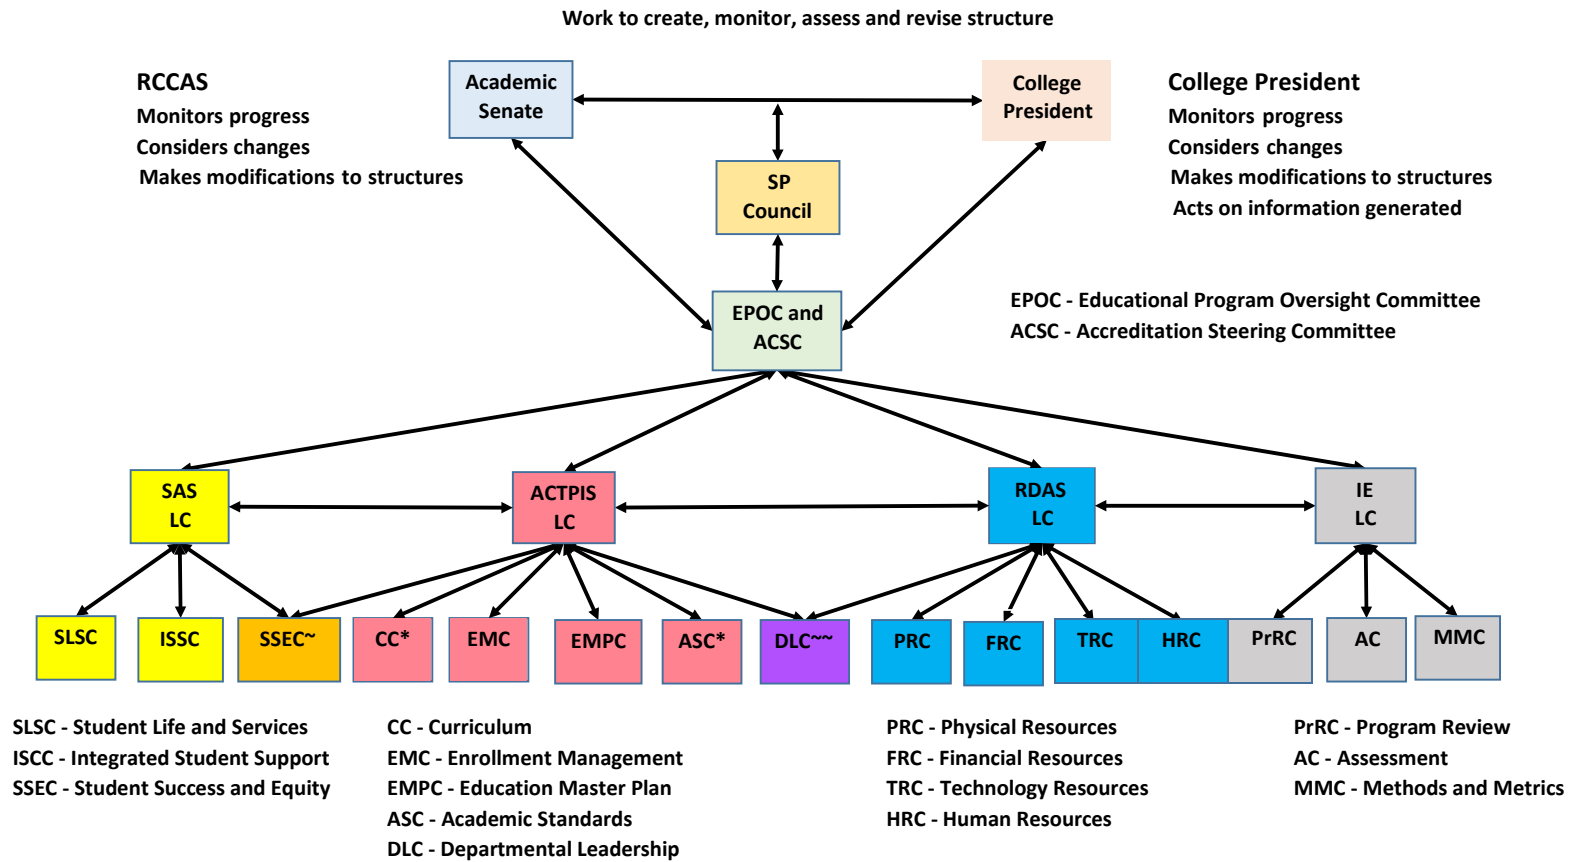 Work to create, monitor, assess and revise structure
RCCAS
Monitors progress
Considers changes
Makes modifications to structures
Academic
Senate
College
President
College President
Monitors progress
Considers changes
Makes modifications to structures
Acts on information generated
SP
Council
EPOC and
ACSC
EPOC - Educational Program Oversight Committee
ACSC - Accreditation Steering Committee
SAS
LC
ACTPIS
LC
RDAS
LC
IE
LC
SLSC
ISSC
SSEC~
CC*
EMC
EMPC
ASC*
DLC~~
PRC
FRC
TRC
HRC
PrRC
AC
MMC
SLSC - Student Life and Services
ISCC - Integrated Student Support
SSEC - Student Success and Equity
CC - Curriculum
EMC - Enrollment Management
EMPC - Education Master Plan
ASC - Academic Standards
DLC - Departmental Leadership
PRC - Physical Resources
FRC - Financial Resources
TRC - Technology Resources
HRC - Human Resources
PrRC - Program Review
AC - Assessment
MMC - Methods and Metrics